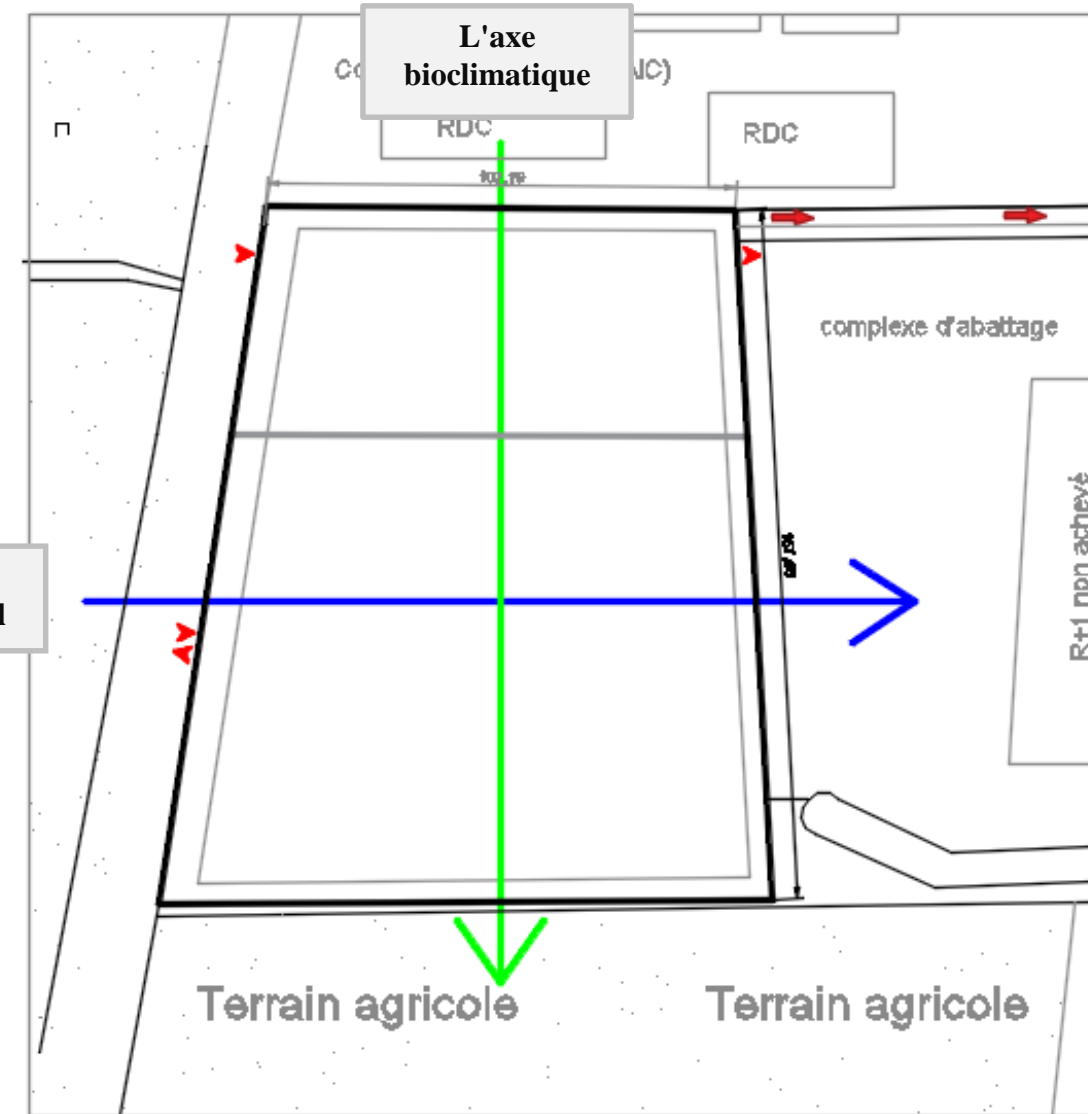 L'axe
bioclimatique
RDC
RDC
complexe d'abattage
R+1 non achevé
Terrain agricole
Terrain agricole